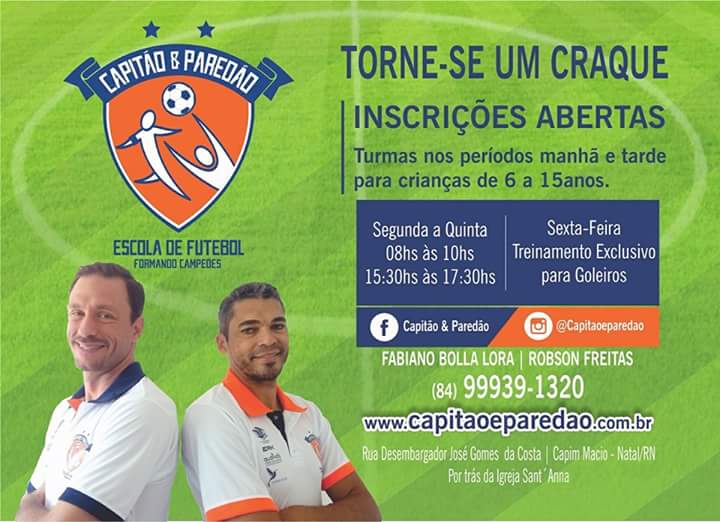 CAPITÃO & PAREDÃO
ESCOLA DE FUTEBOL
FORMANDO CAMPEÕES
TORNE-SE UM CRAQUE
INSCRIÇÕES ABERTAS
Turmas nos períodos manhã e tarde
para crianças de 6 a 15anos.
Segunda a Quinta
08hs às 10hs
15:30hs às 17:30hs
Sexta-Feira
Treinamento Exclusivo
para Goleiros
Capitão & Paredão
@Capitaoeparedao
FABIANO BOLLA LORA | ROBSON FREITAS
(84) 99939-1320
www.capitaoeparedao.com.br
Rua Desembargador José Gomes da Costa | Capim Macio - Natal/RN
Por trás da Igreja Sant´Anna